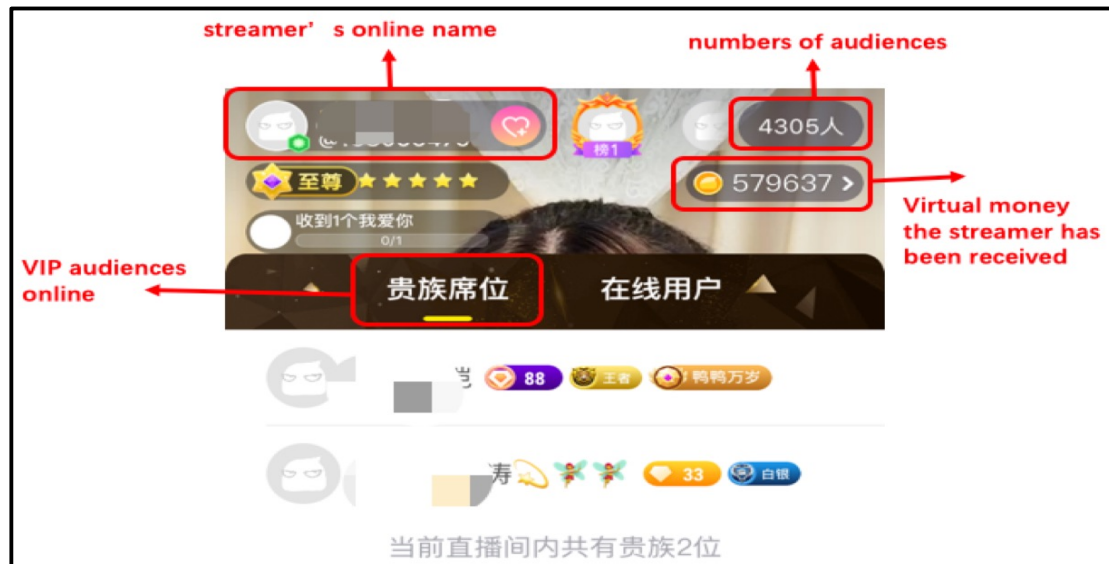 streamer’ s online name
numbers of audiences
4305人
榜1
至尊
579637 >
收到1个我爱你
0/1
Virtual money
the streamer has
been received
VIP audiences
online
贵族席位
在线用户
88 王者 鸭鸭万岁
寿 33 白银
当前直播间内共有贵族2位